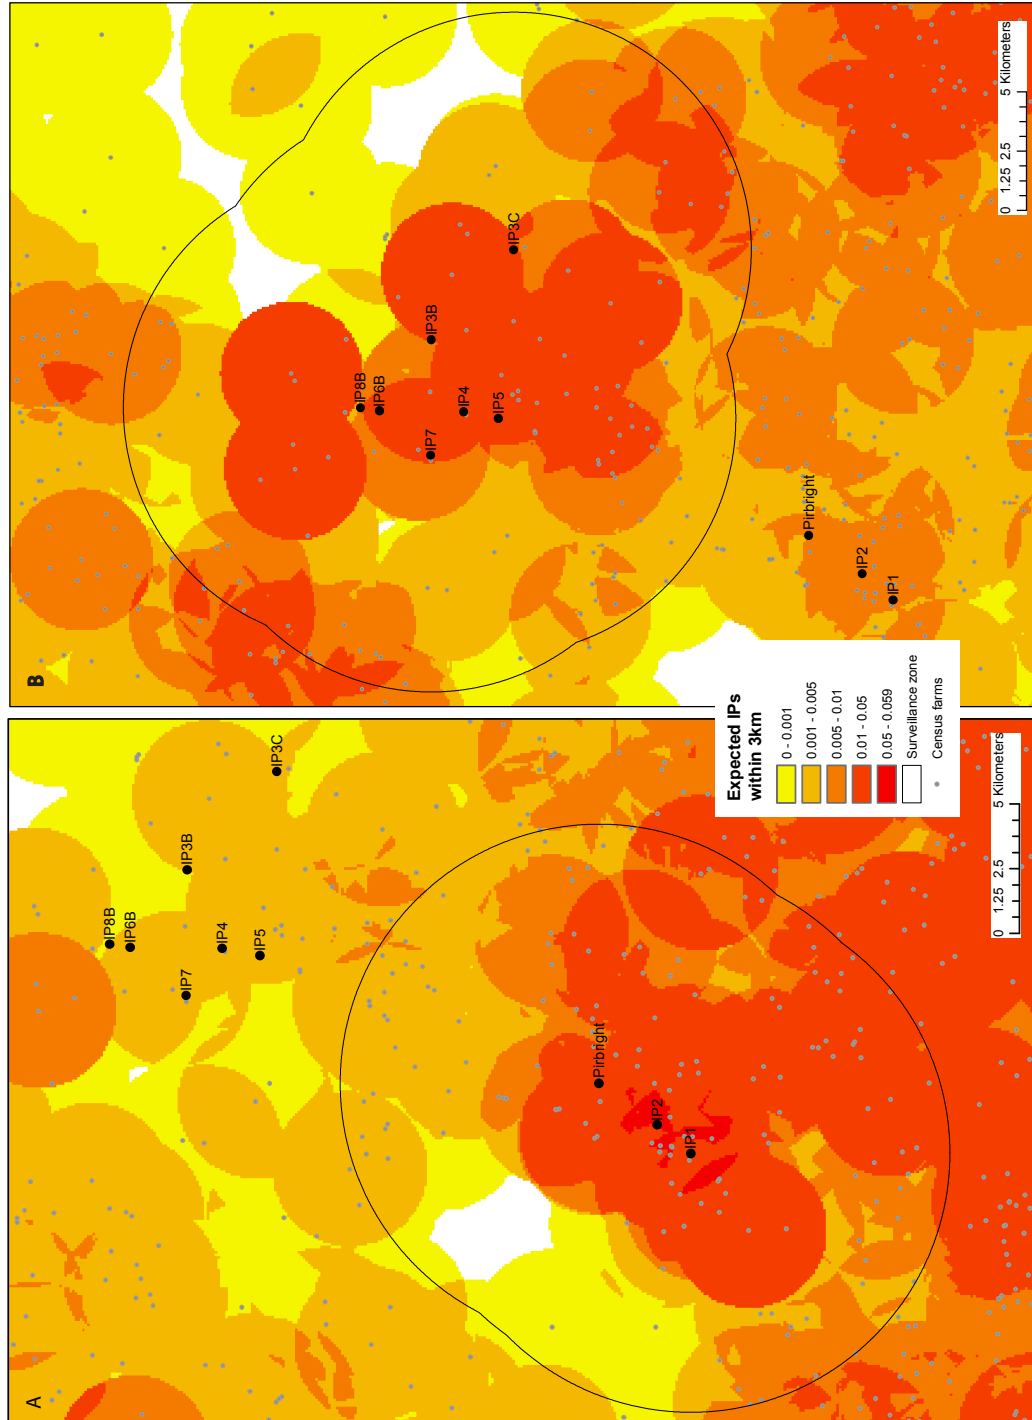 A
IP8B
IP6B
IP7
IP3B
IP4
IP5
IP3C
Pirbright
IP2
IP1
0 1.25 2.5 5 Kilometers
B
IP8B
IP6B
IP7
IP3B
IP4
IP5
IP3C
Pirbright
IP2
IP1
0 1.25 2.5 5 Kilometers
Expected IPs
within 3km
0 - 0.001
0.001 - 0.005
0.005 - 0.01
0.01 - 0.05
0.05 - 0.059
Surveillance zone
Census farms